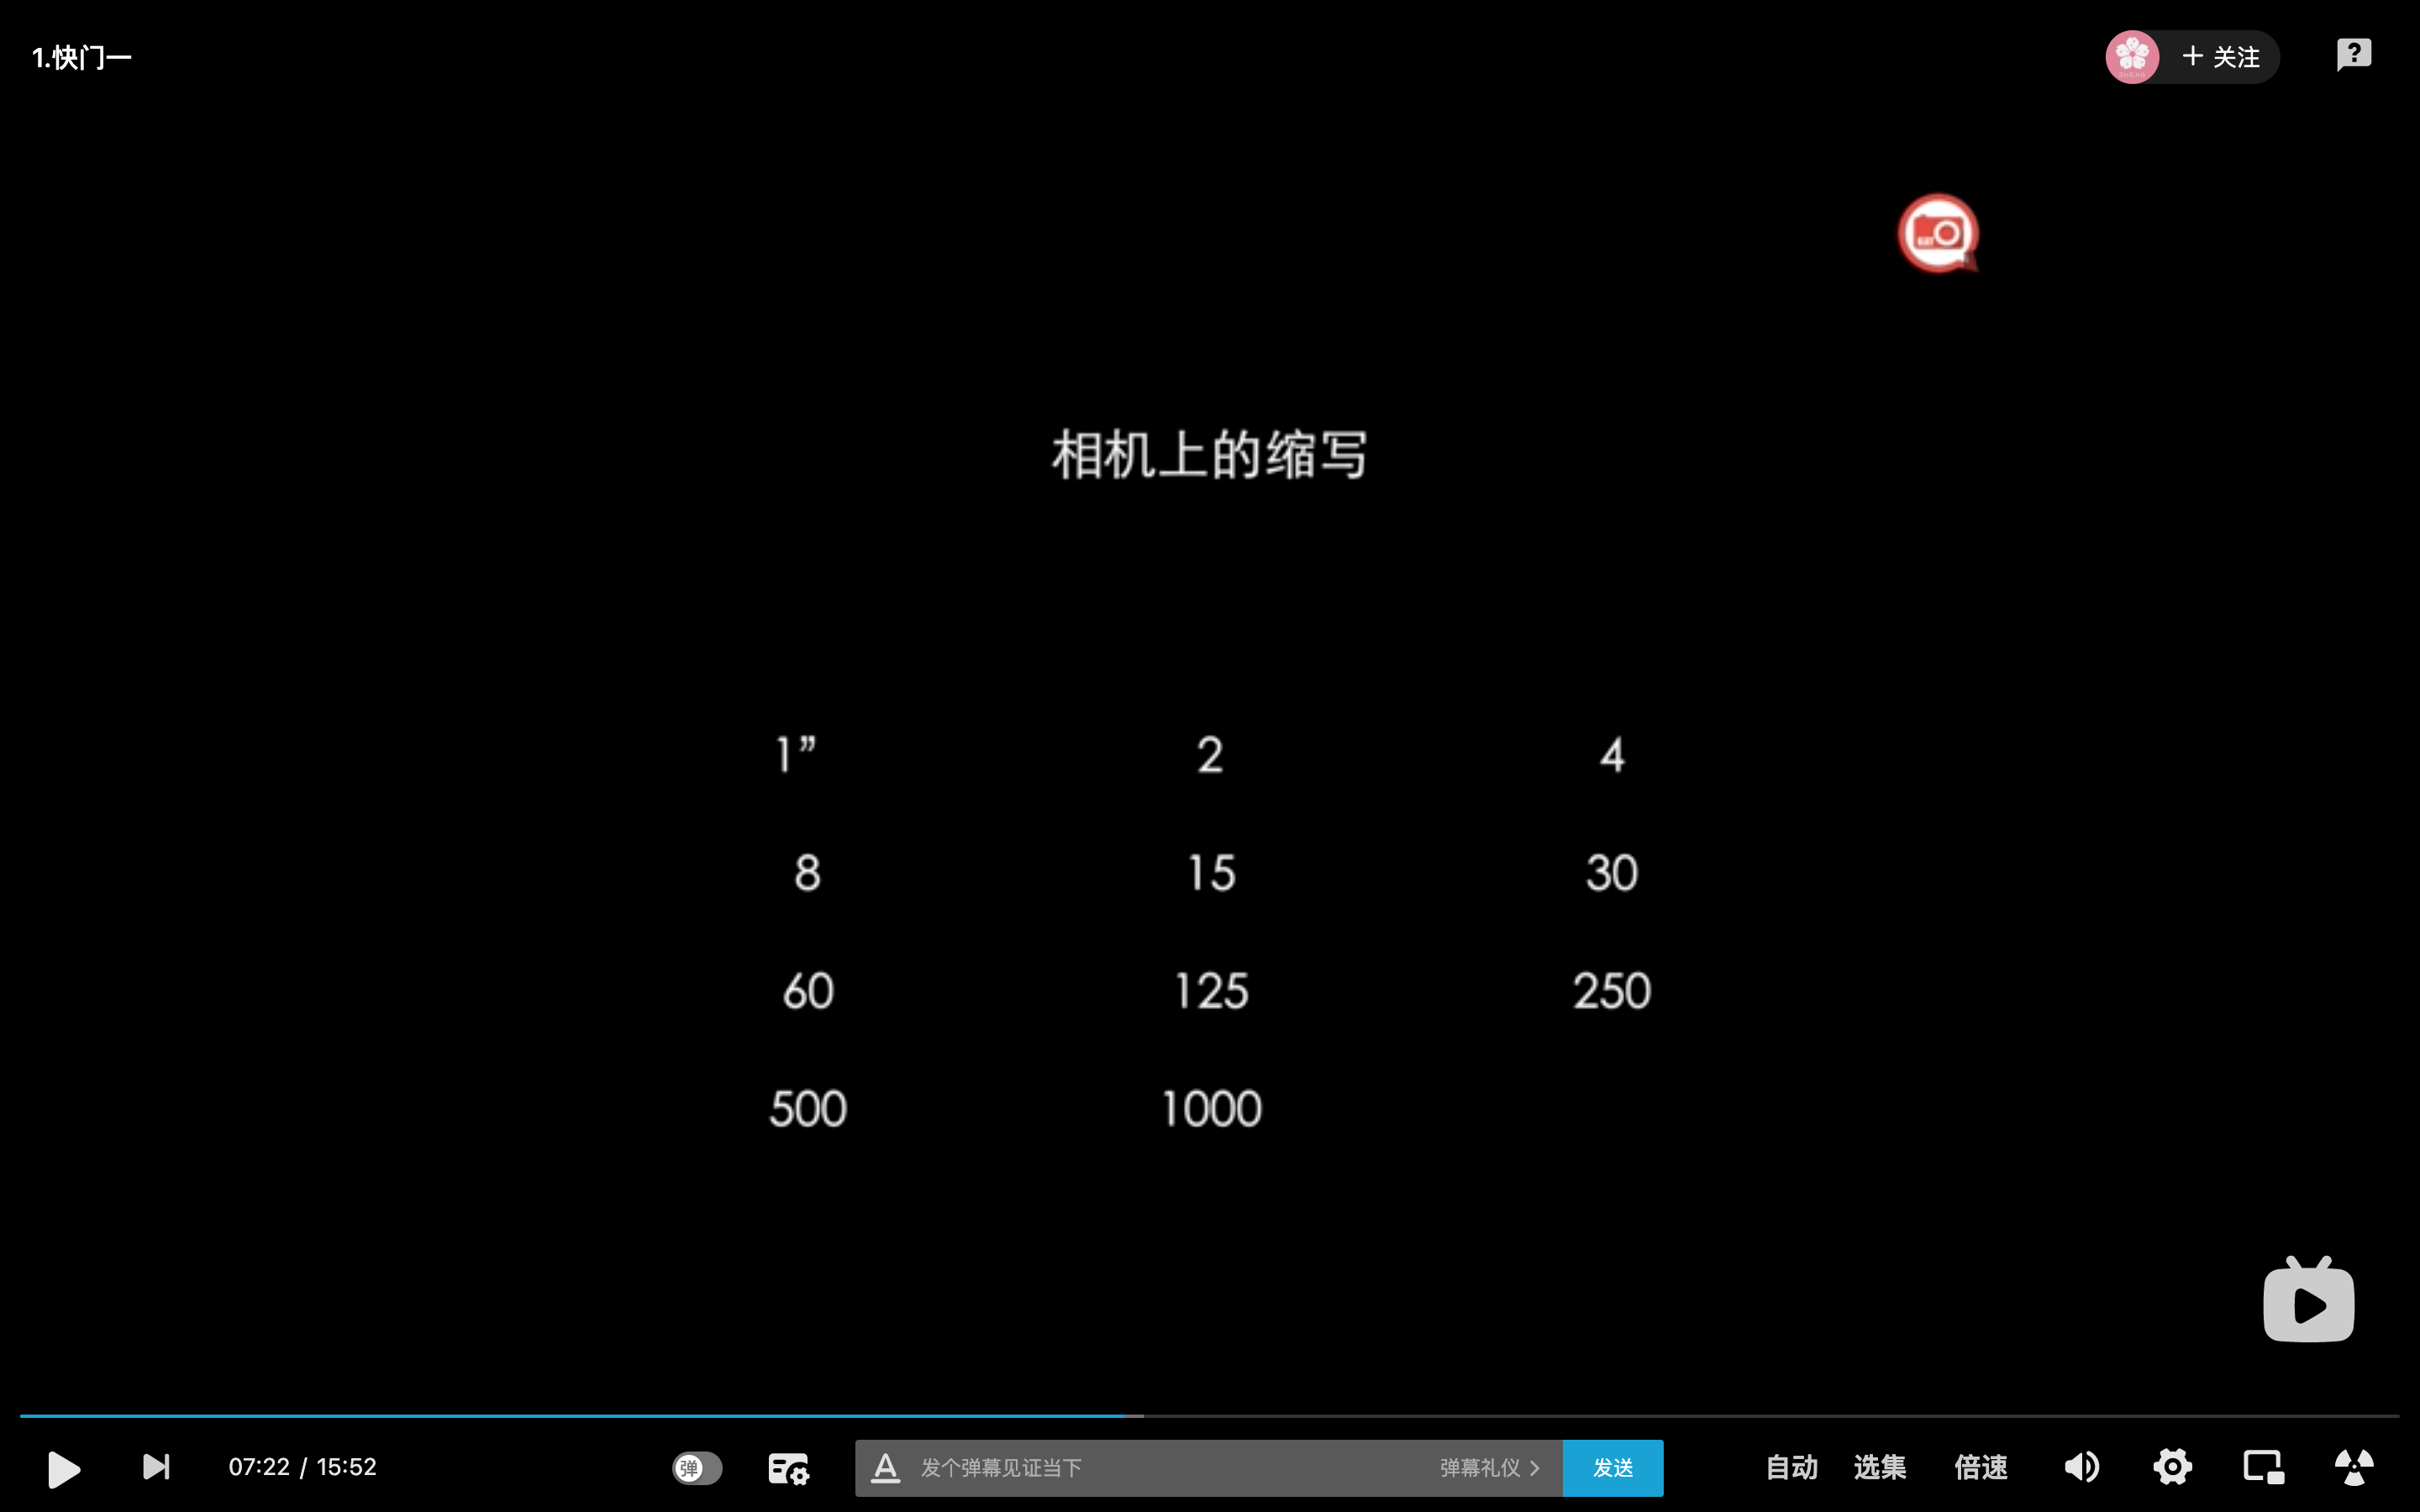 1.快门一
+ 关注
相机上的缩写
1” 2 4
8 15 30
60 125 250
500 1000
07:22 / 15:52
弹
发个弹幕见证当下 弹幕礼仪 发送
自动 选集 倍速